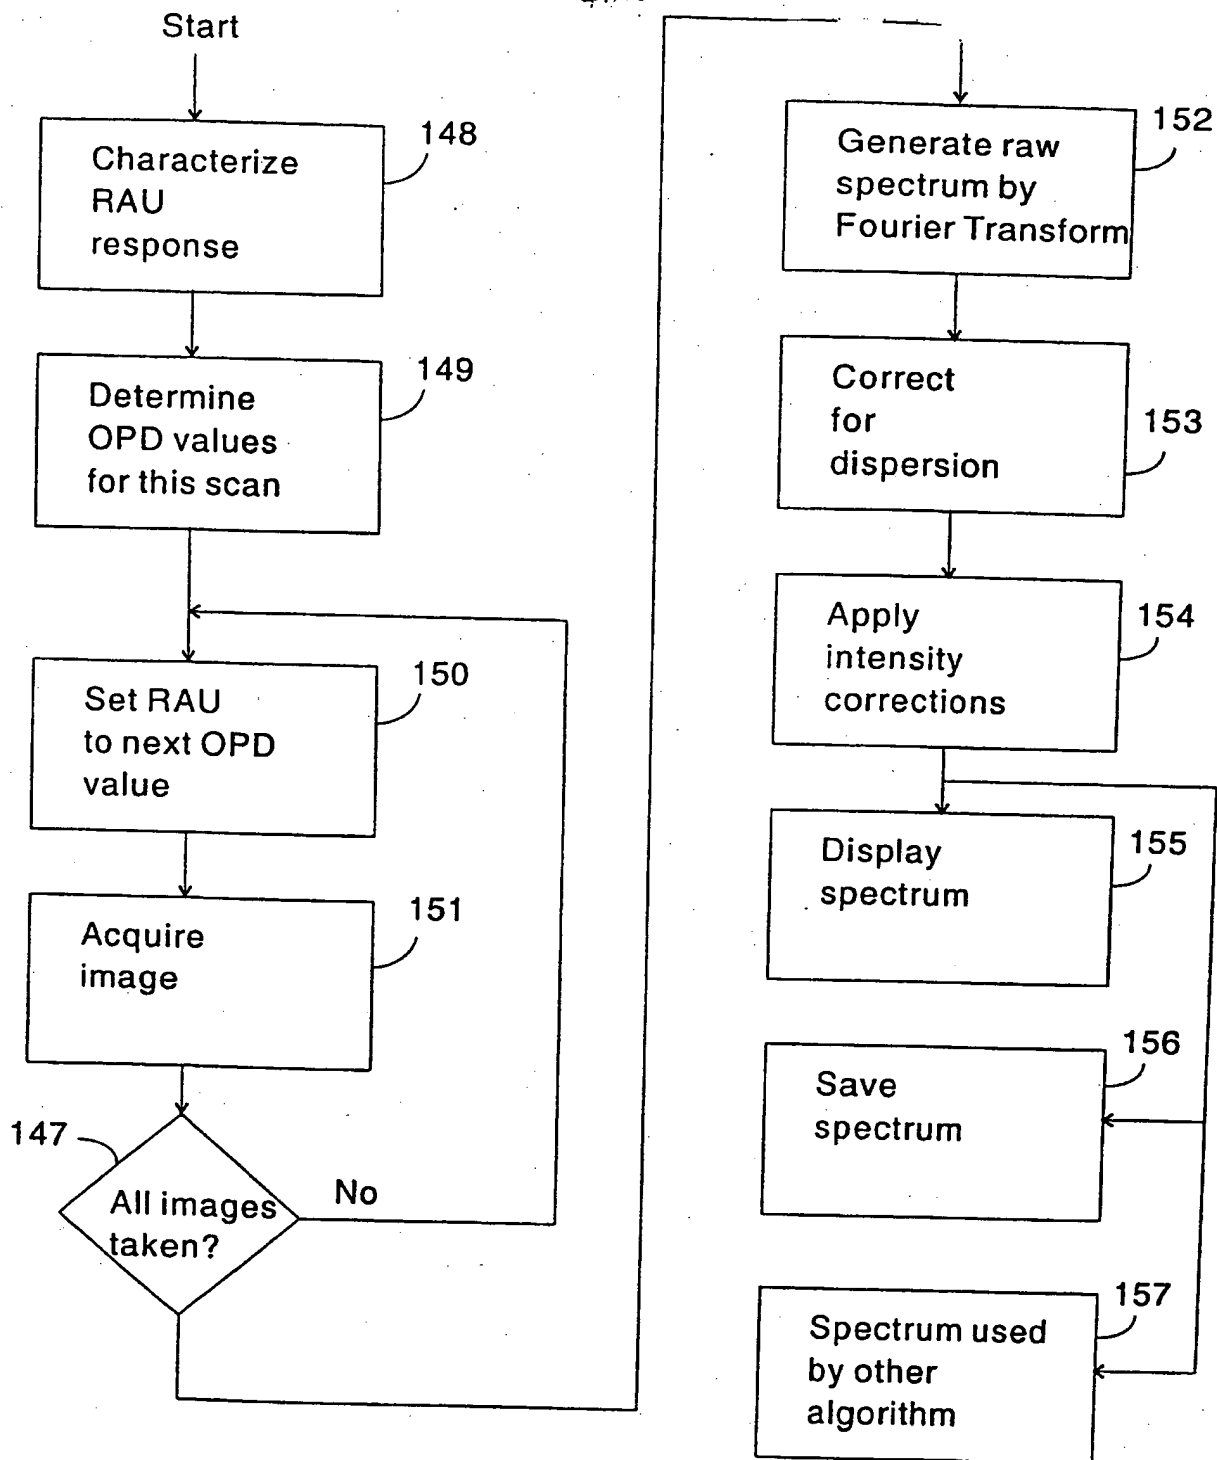 Start
148
Characterize
RAU
response
149
Determine
OPD values
for this scan
150
Set RAU
to next OPD
value
151
Acquire
image
147
All images
taken?
No
152
Generate raw
spectrum by
Fourier Transform
153
Correct
for
dispersion
154
Apply
intensity
corrections
155
Display
spectrum
156
Save
spectrum
157
Spectrum used
by other
algorithm